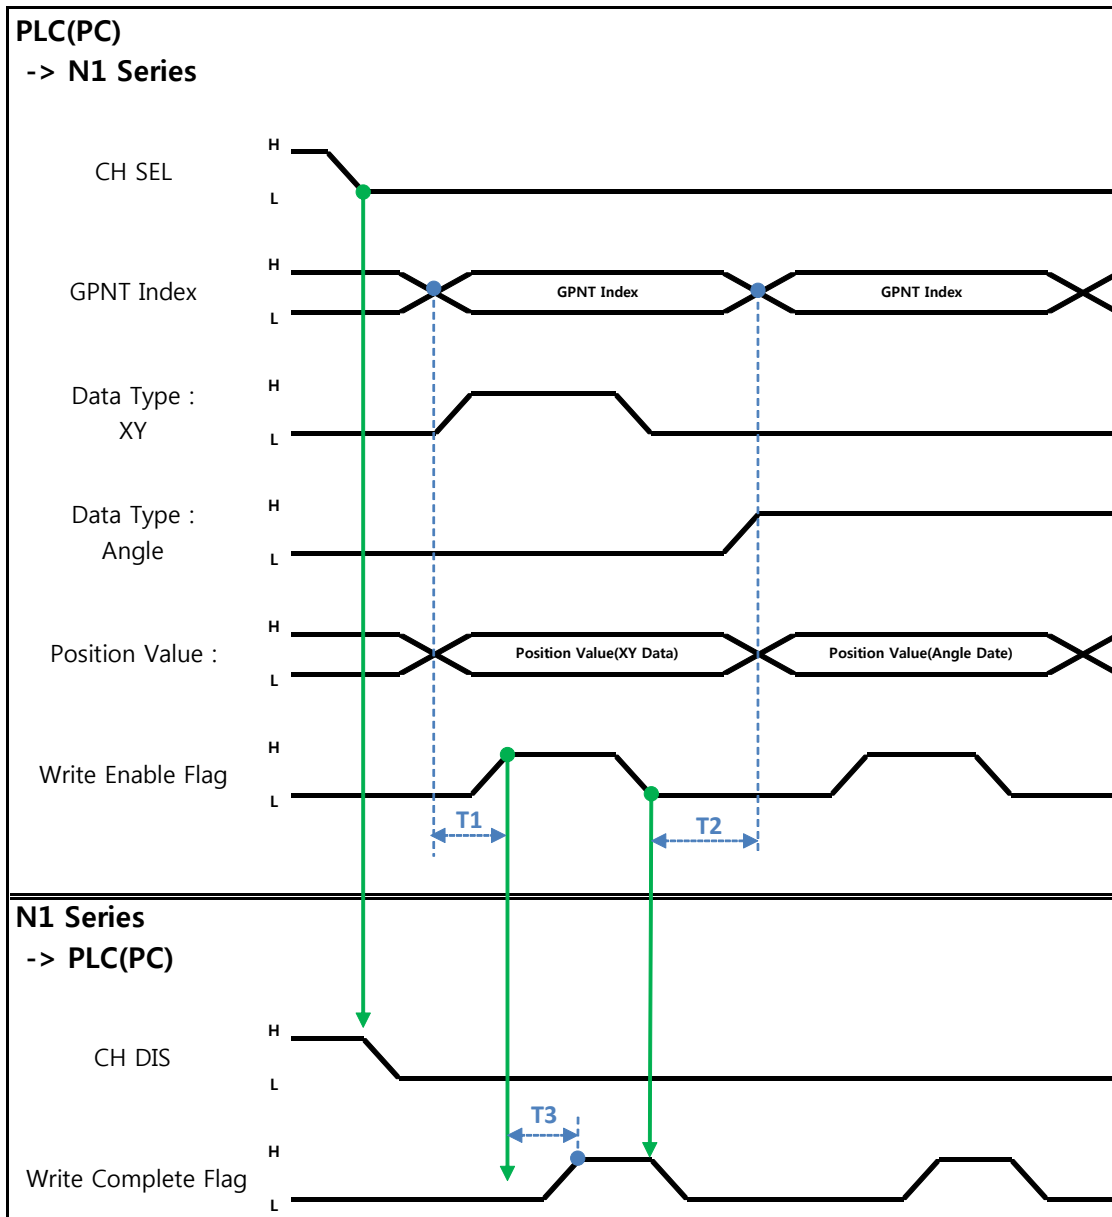 PLC(PC)
-> N1 Series
H
CH SEL
L
H
GPNT Index
GPNT Index
GPNT Index
L
H
Data Type :
XY
L
H
Data Type :
Angle
L
H
Position Value :
Position Value(XY Data)
Position Value(Angle Date)
L
H
Write Enable Flag
L
T1
T2
N1 Series
-> PLC(PC)
H
CH DIS
L
T3
H
Write Complete Flag
L